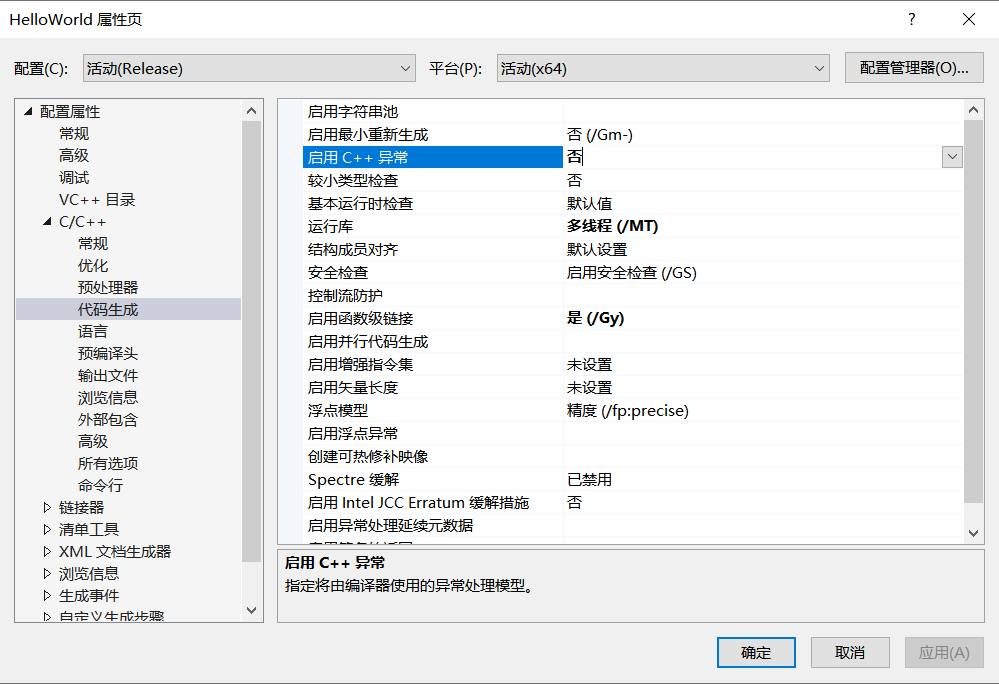 HelloWorld 属性页 ?
配置(C): 活动(Release) 平台(P): 活动(x64) 配置管理器(O)...
配置属性
常规
高级
调试
VC++ 目录
C/C++
常规
优化
预处理器
代码生成
语言
预编译头
输出文件
浏览信息
外部包含
高级
所有选项
命令行
链接器
清单工具
XML 文档生成器
浏览信息
生成事件
自定义生成步骤
启用字符串池
启用最小重新生成 否 (/Gm-)
启用 C++ 异常 否
较小类型检查 否
基本运行时检查 默认值
运行库 多线程 (/MT)
结构成员对齐 默认设置
安全检查 启用安全检查 (/GS)
控制流防护
启用函数级链接 是 (/Gy)
启用并行代码生成
启用增强指令集 未设置
启用矢量长度 未设置
浮点模型 精度 (/fp:precise)
启用浮点异常
创建可热修补映像
Spectre 缓解 已禁用
启用 Intel JCC Erratum 缓解措施 否
启用异常处理延续元数据
启用 C++ 异常
指定将由编译器使用的异常处理模型。
确定 取消 应用(A)